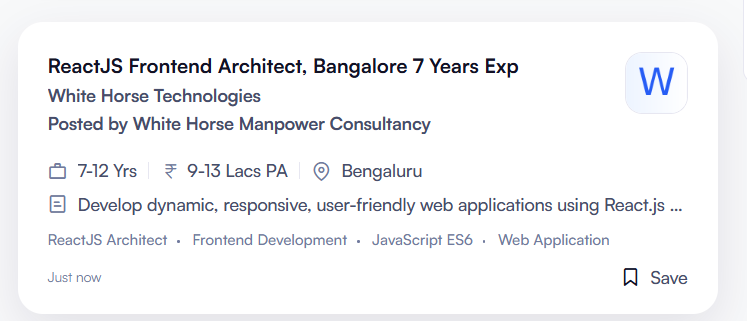 ReactJS Frontend Architect, Bangalore 7 Years Exp
W
White Horse Technologies
Posted by White Horse Manpower Consultancy
7-12 Yrs ₹ 9-13 Lacs PA Bengaluru
Develop dynamic, responsive, user-friendly web applications using React.js ...
ReactJS Architect · Frontend Development · JavaScript ES6 · Web Application
Just now Save